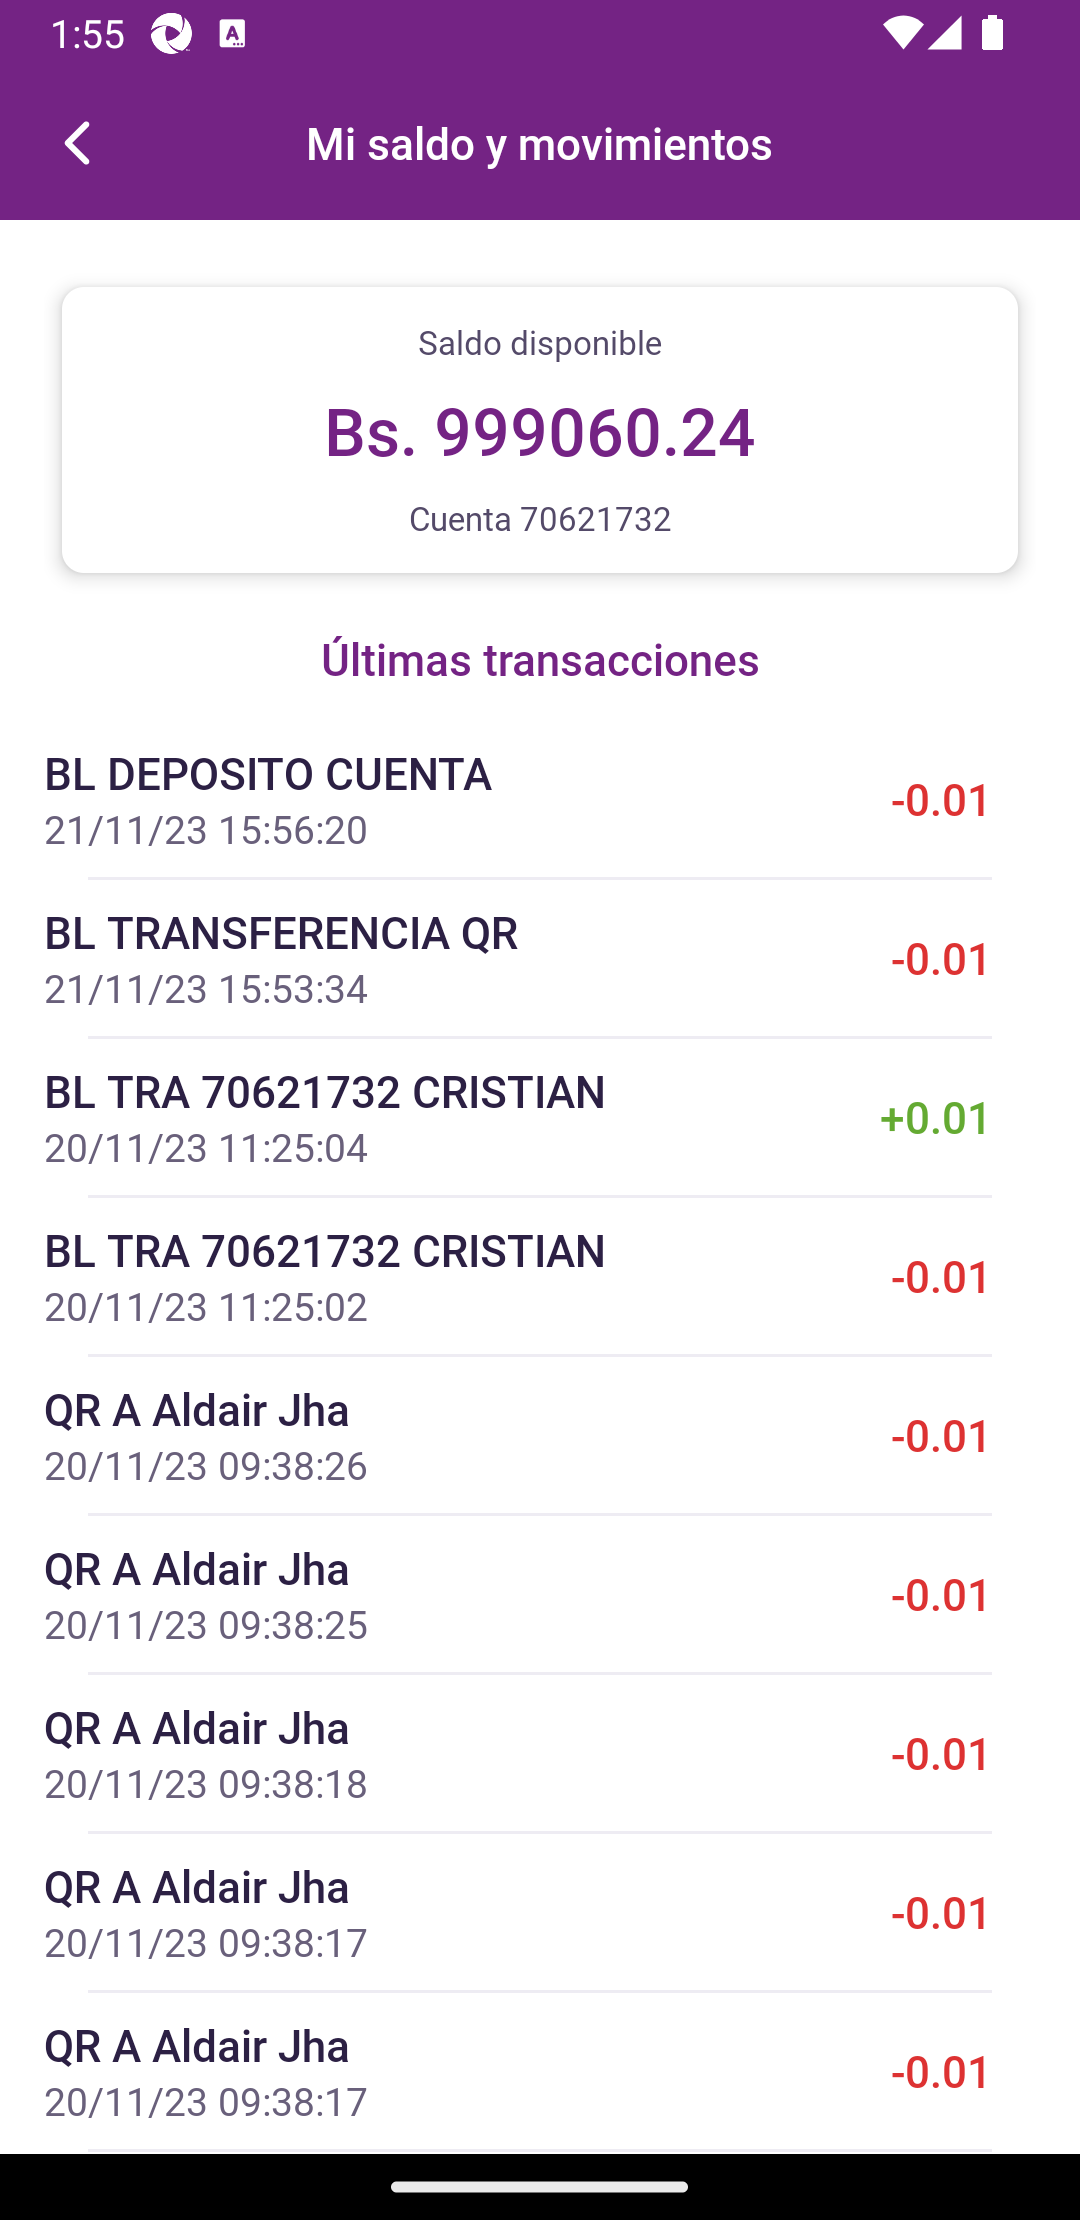 1:55
Mi saldo y movimientos
Saldo disponible
Bs. 999060.24
Cuenta 70621732
Últimas transacciones
BL DEPOSITO CUENTA
21/11/23 15:56:20
-0.01
BL TRANSFERENCIA QR
21/11/23 15:53:34
-0.01
BL TRA 70621732 CRISTIAN
20/11/23 11:25:04
+0.01
BL TRA 70621732 CRISTIAN
20/11/23 11:25:02
-0.01
QR A Aldair Jha
20/11/23 09:38:26
-0.01
QR A Aldair Jha
20/11/23 09:38:25
-0.01
QR A Aldair Jha
20/11/23 09:38:18
-0.01
QR A Aldair Jha
20/11/23 09:38:17
-0.01
QR A Aldair Jha
20/11/23 09:38:17
-0.01